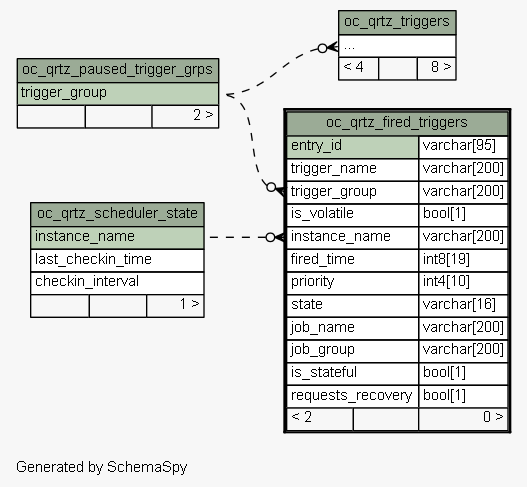 oc_qrtz_triggers
...
< 4 8 >
oc_qrtz_paused_trigger_grps
trigger_group
2 >
oc_qrtz_fired_triggers
entry_id varchar[95]
trigger_name varchar[200]
trigger_group varchar[200]
is_volatile bool[1]
instance_name varchar[200]
fired_time int8[19]
priority int4[10]
state varchar[16]
job_name varchar[200]
job_group varchar[200]
is_stateful bool[1]
requests_recovery bool[1]
< 2 0 >
oc_qrtz_scheduler_state
instance_name
last_checkin_time
checkin_interval
1 >
Generated by SchemaSpy